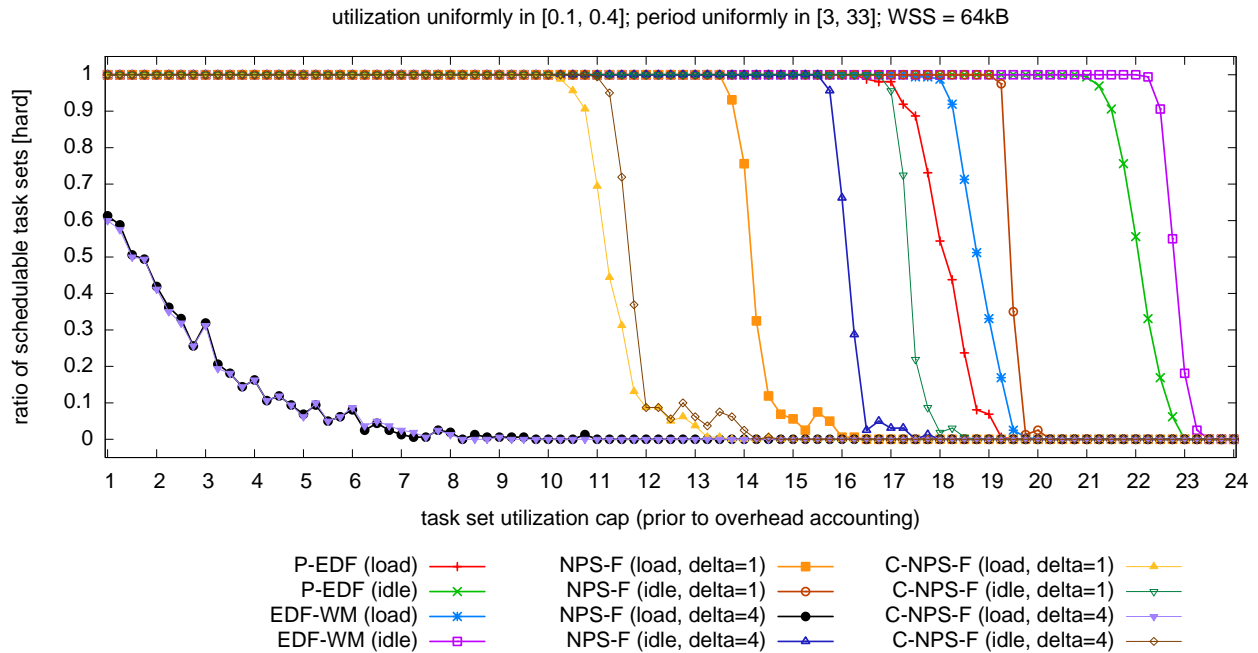 utilization uniformly in [0.1, 0.4]; period uniformly in [3, 33]; WSS = 64kB
1
0.9
0.8
0.7
0.6
0.5
0.4
0.3
0.2
0.1
0
ratio of schedulable task sets [hard]
1 2 3 4 5 6 7 8 9 10 11 12 13 14 15 16 17 18 19 20 21 22 23 24
task set utilization cap (prior to overhead accounting)
P-EDF (load) NPS-F (load, delta=1) C-NPS-F (load, delta=1)
P-EDF (idle) NPS-F (idle, delta=1) C-NPS-F (idle, delta=1)
EDF-WM (load) NPS-F (load, delta=4) C-NPS-F (load, delta=4)
EDF-WM (idle) NPS-F (idle, delta=4) C-NPS-F (idle, delta=4)